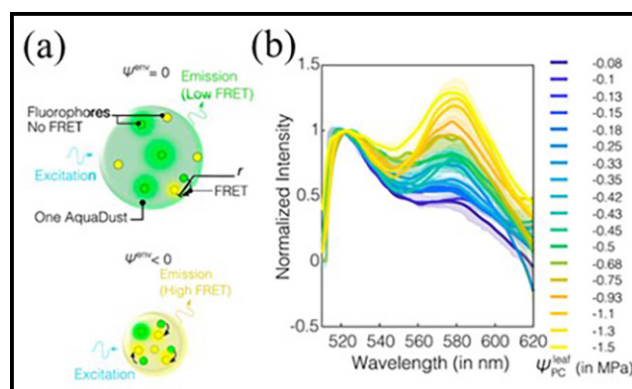 (a)
Ψenv= 0
Emission
(Low FRET)
Fluorophores
No FRET
Excitation
r
FRET
One AquaDust
Ψenv< 0
Emission
(High FRET)
Excitation
(b)
Normalized Intensity
1.5
1
0.5
0
-0.5
520 540 560 580 600 620
Wavelength (in nm)
-0.08
-0.1
-0.13
-0.15
-0.18
-0.25
-0.33
-0.35
-0.42
-0.43
-0.45
-0.5
-0.68
-0.75
-0.93
-1.1
-1.3
-1.5
ΨPCleaf (in MPa)